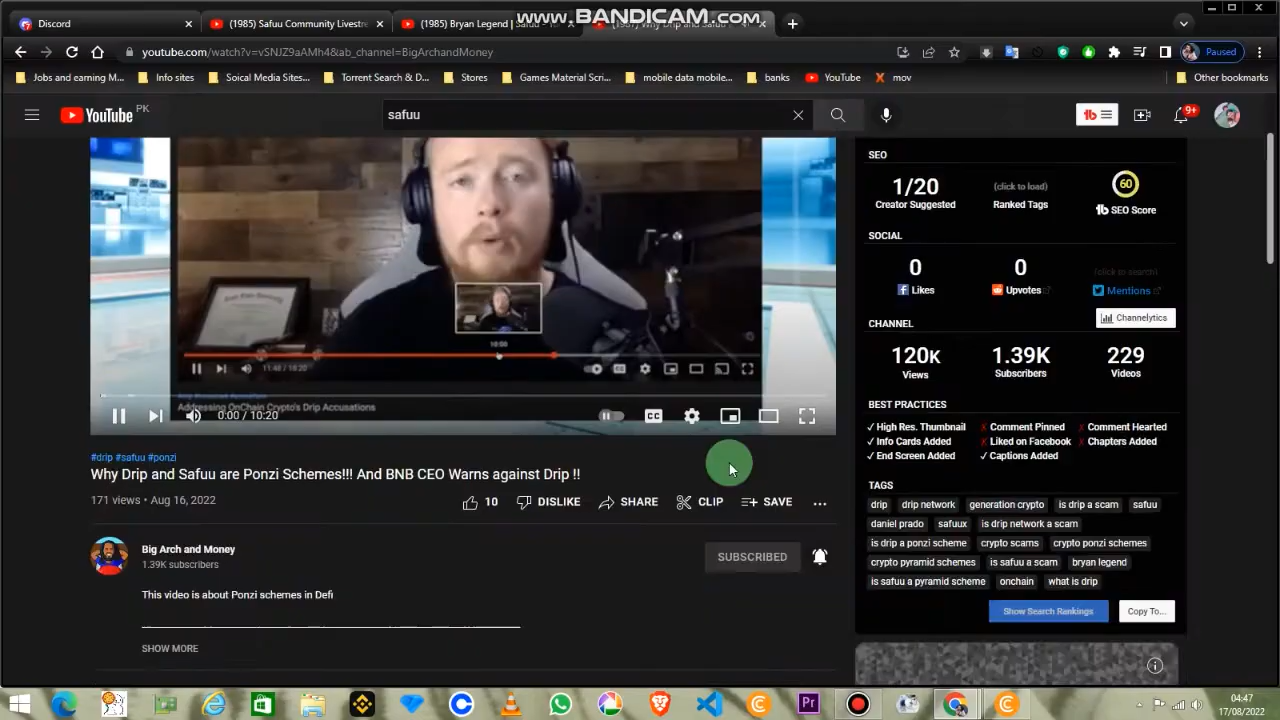 www.BANDICAM.com
Discord
(1985) Safuu Community Livestre
(1985) Bryan Legend |
youtube.com/watch?v=vSNJZ9aAMh4&ab_channel=BigArchandMoney
Paused
Jobs and earning M...
Info sites
Soical Media Sites...
Torrent Search & D...
Stores
Games Material Scri...
mobile data mobile...
banks
YouTube
mov
Other bookmarks
YouTube PK
safuu
9+
SEO
1/20
Creator Suggested
(click to load)
Ranked Tags
60
SEO Score
SOCIAL
0
Likes
0
Upvotes
(click to search)
Mentions
CHANNEL
Channelytics
120K
Views
1.39K
Subscribers
229
Videos
BEST PRACTICES
✓ High Res. Thumbnail
✗ Comment Pinned
✗ Comment Hearted
✓ Info Cards Added
✗ Liked on Facebook
✗ Chapters Added
✓ End Screen Added
✓ Captions Added
TAGS
drip
drip network
generation crypto
is drip a scam
safuu
daniel prado
safuux
is drip network a scam
is drip a ponzi scheme
crypto scams
crypto ponzi schemes
crypto pyramid schemes
is safuu a scam
bryan legend
is safuu a pyramid scheme
onchain
what is drip
Show Search Rankings
Copy To...
Addressing OnChain Crypto's Drip Accusations
0:00 / 10:20
#drip #safuu #ponzi
Why Drip and Safuu are Ponzi Schemes!!! And BNB CEO Warns against Drip !!
171 views • Aug 16, 2022
10
DISLIKE
SHARE
CLIP
SAVE
Big Arch and Money
1.39K subscribers
SUBSCRIBED
This video is about Ponzi schemes in Defi
SHOW MORE
04:47
17/08/2022